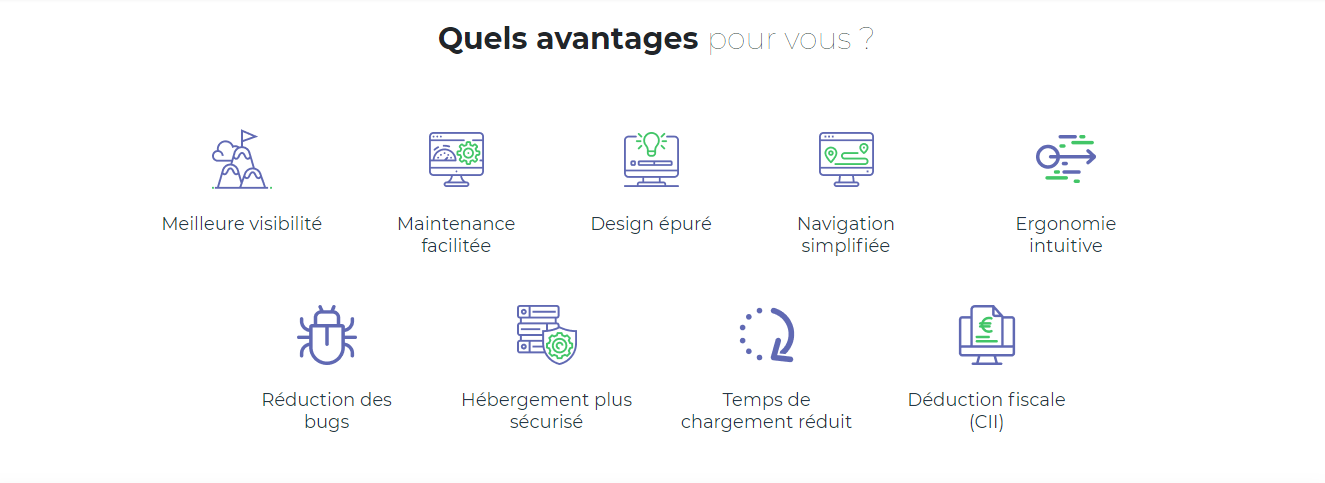 Quels avantages pour vous ?
Meilleure visibilité
Maintenance
facilitée
Design épuré
Navigation
simplifiée
Ergonomie
intuitive
Réduction des
bugs
Hébergement plus
sécurisé
Temps de
chargement réduit
Déduction fiscale
(CII)